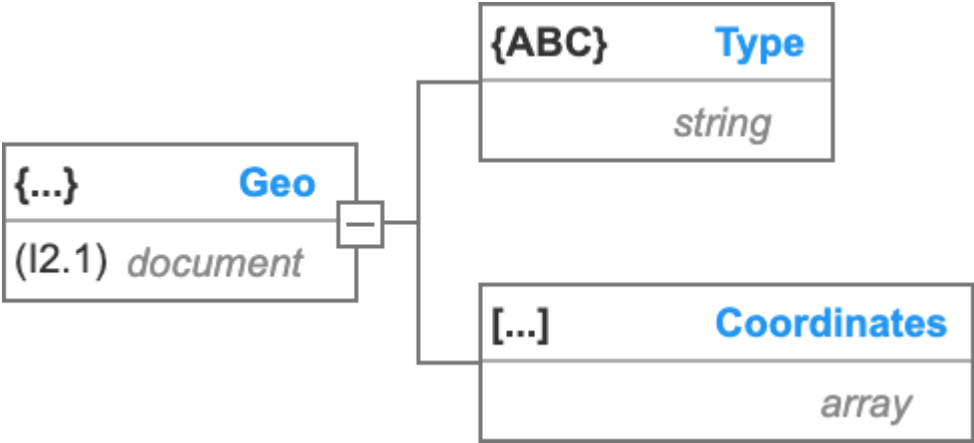 {ABC} Type
string
{...} Geo
(I2.1) document
[...] Coordinates
array